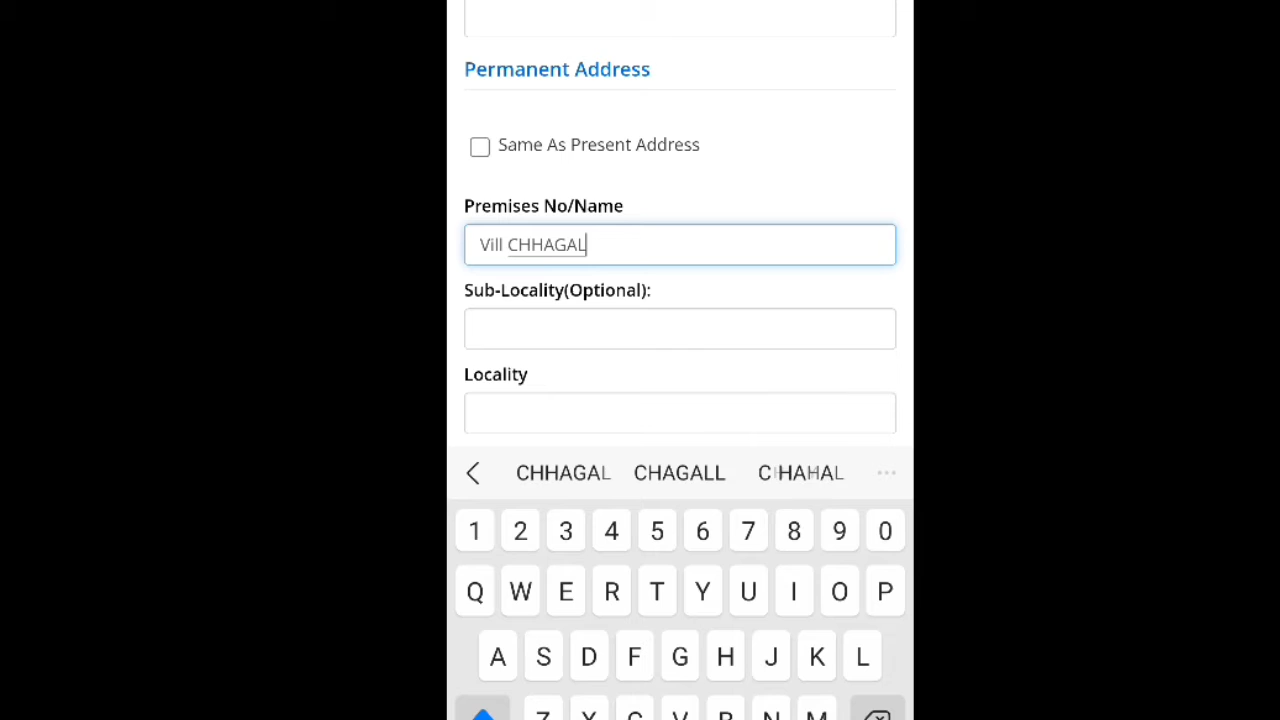 Permanent Address
Same As Present Address
Premises No/Name
Vill CHHAGAL
Sub-Locality(Optional):
Locality
CHHAGAL CHAGALL
1 2 3 4 5 6 7 8 9 0
Q W E R T Y U I O P
A S D F G H J K L
Z X C V B N M